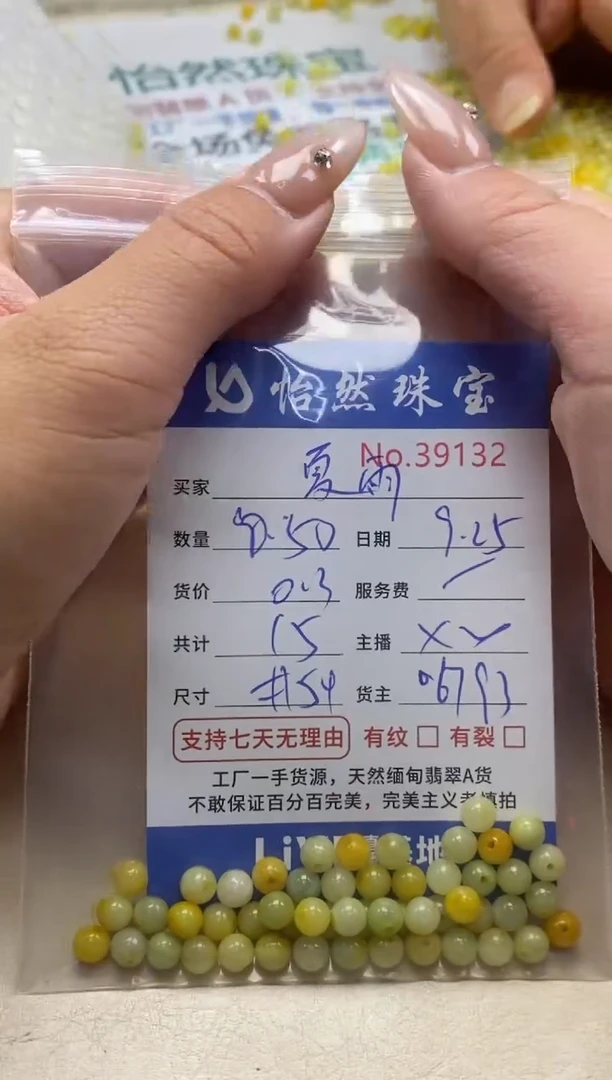 怡然珠宝
怡然珠宝
No.39132
买家 夏雨
数量 50 日期 9.25
货价 0.3 服务费 /
共计 15 主播
尺寸 #54 货主
支持七天无理由 有纹 □ 有裂 □
工厂一手货源，天然缅甸翡翠A货
不敢保证百分百完美，完美主义者慎拍